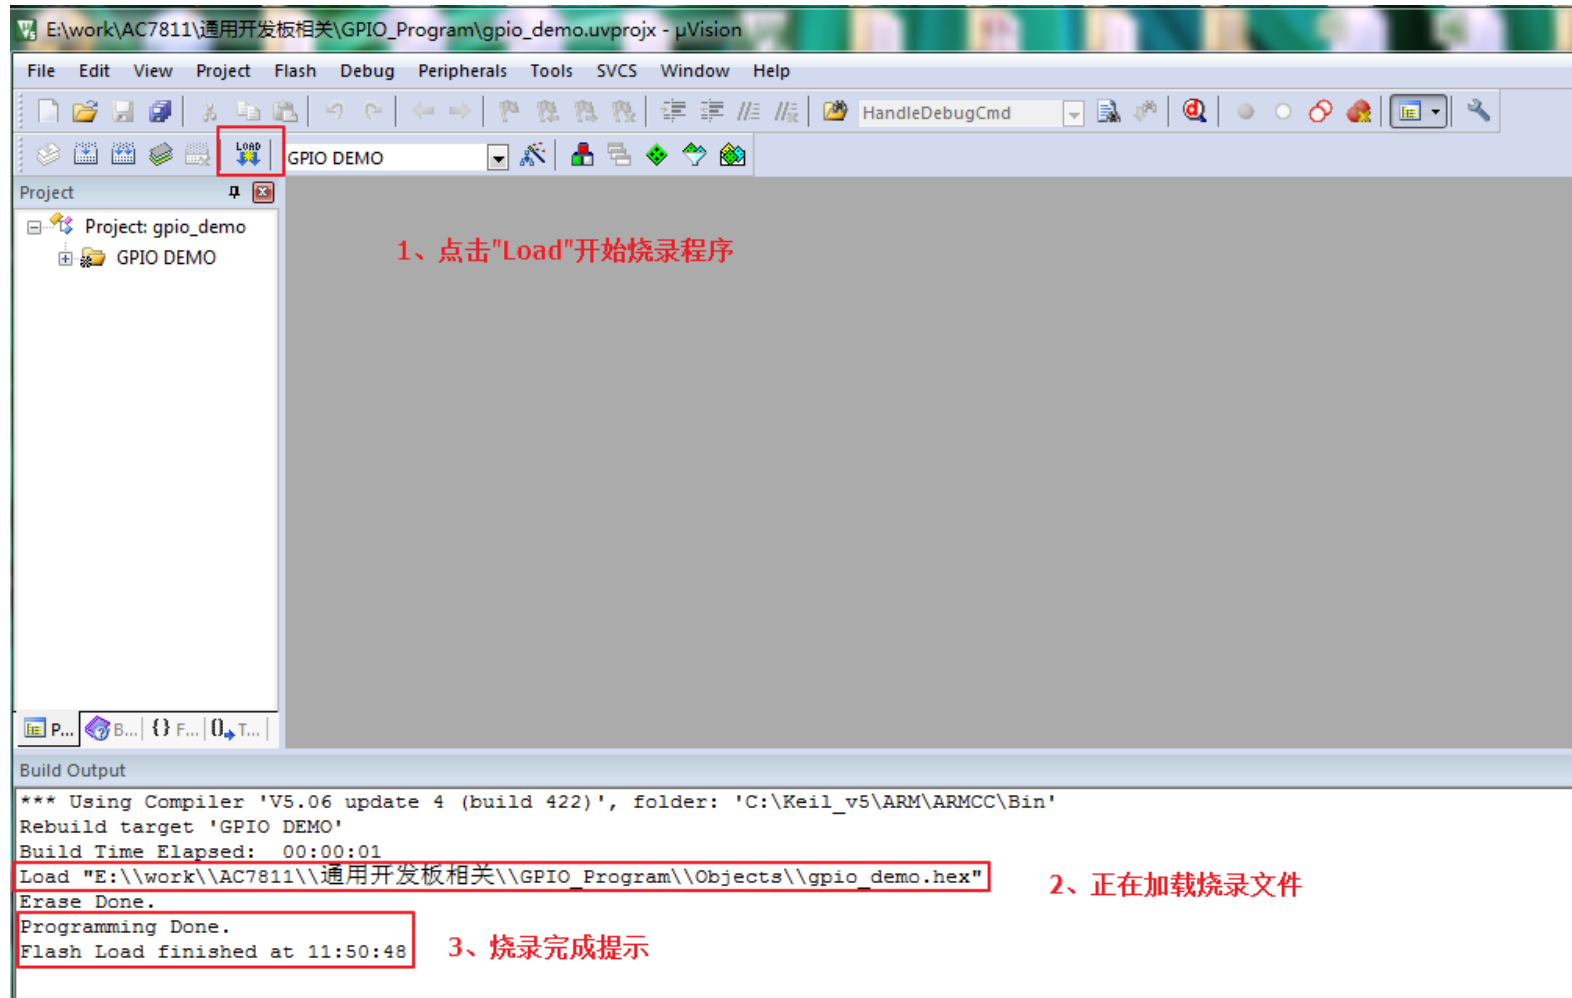 E:\work\AC7811\通用开发板相关\GPIO_Program\gpio_demo.uvprojx - µVision
File Edit View Project Flash Debug Peripherals Tools SVCS Window Help
HandleDebugCmd
LOAD
GPIO DEMO
Project
Project: gpio_demo
GPIO DEMO
1、点击"Load"开始烧录程序
P... B... {} F... 0 T...
Build Output
*** Using Compiler 'V5.06 update 4 (build 422)', folder: 'C:\Keil_v5\ARM\ARMCC\Bin'
Rebuild target 'GPIO DEMO'
Build Time Elapsed:  00:00:01
Load "E:\\work\\AC7811\\通用开发板相关\\GPIO_Program\\Objects\\gpio_demo.hex"
2、正在加载烧录文件
Erase Done.
Programming Done.
Flash Load finished at 11:50:48
3、烧录完成提示